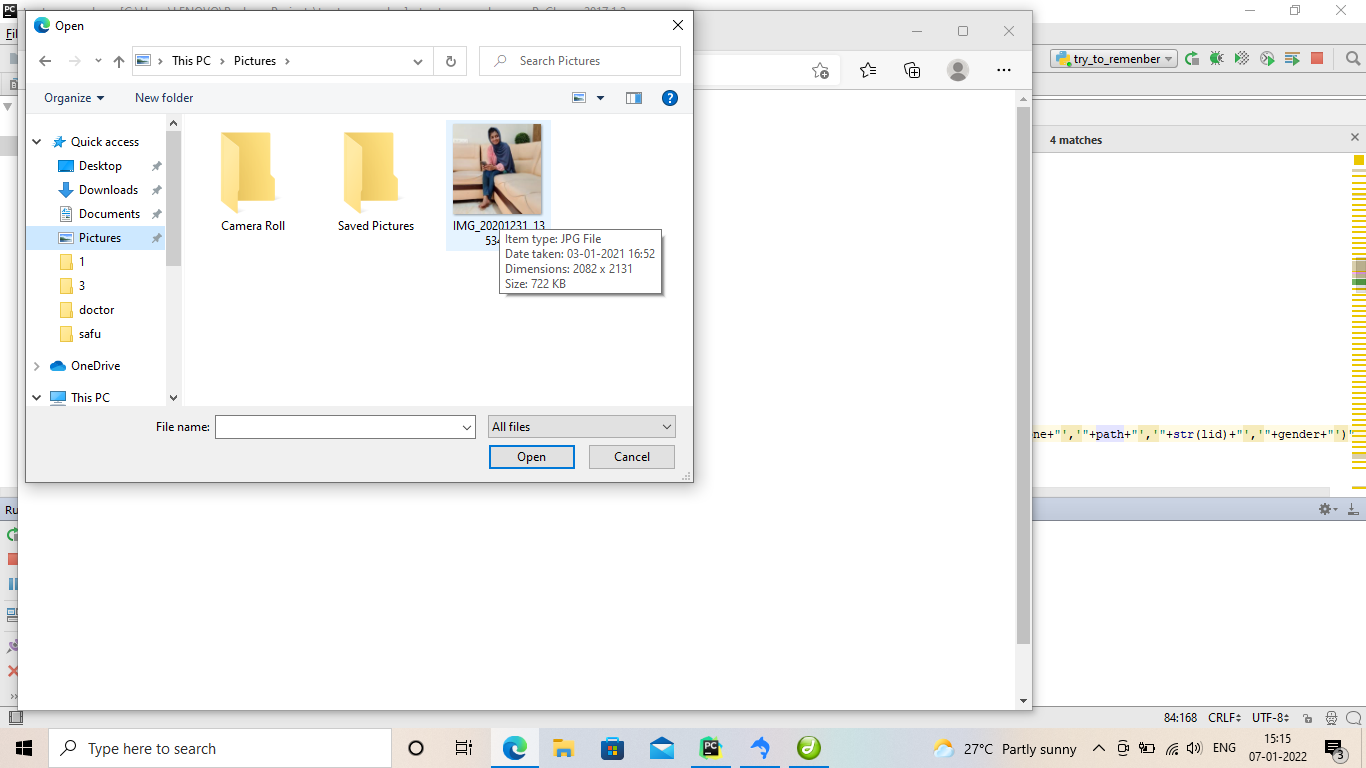 Open
This PC
Pictures
Search Pictures
Organize
New folder
Quick access
Desktop
Downloads
Documents
Pictures
1
3
doctor
safu
OneDrive
This PC
Camera Roll
Saved Pictures
IMG_20201231_13
Item type: JPG File
Date taken: 03-01-2021 16:52
Dimensions: 2082 x 2131
Size: 722 KB
File name:
All files
Open
Cancel
try_to_remenber
4 matches
ne+"','"+path+"','"+str(lid)+"','"+gender+"')"
Ru
84:168 CRLF UTF-8
Type here to search
27°C Partly sunny
ENG
15:15
07-01-2022
3